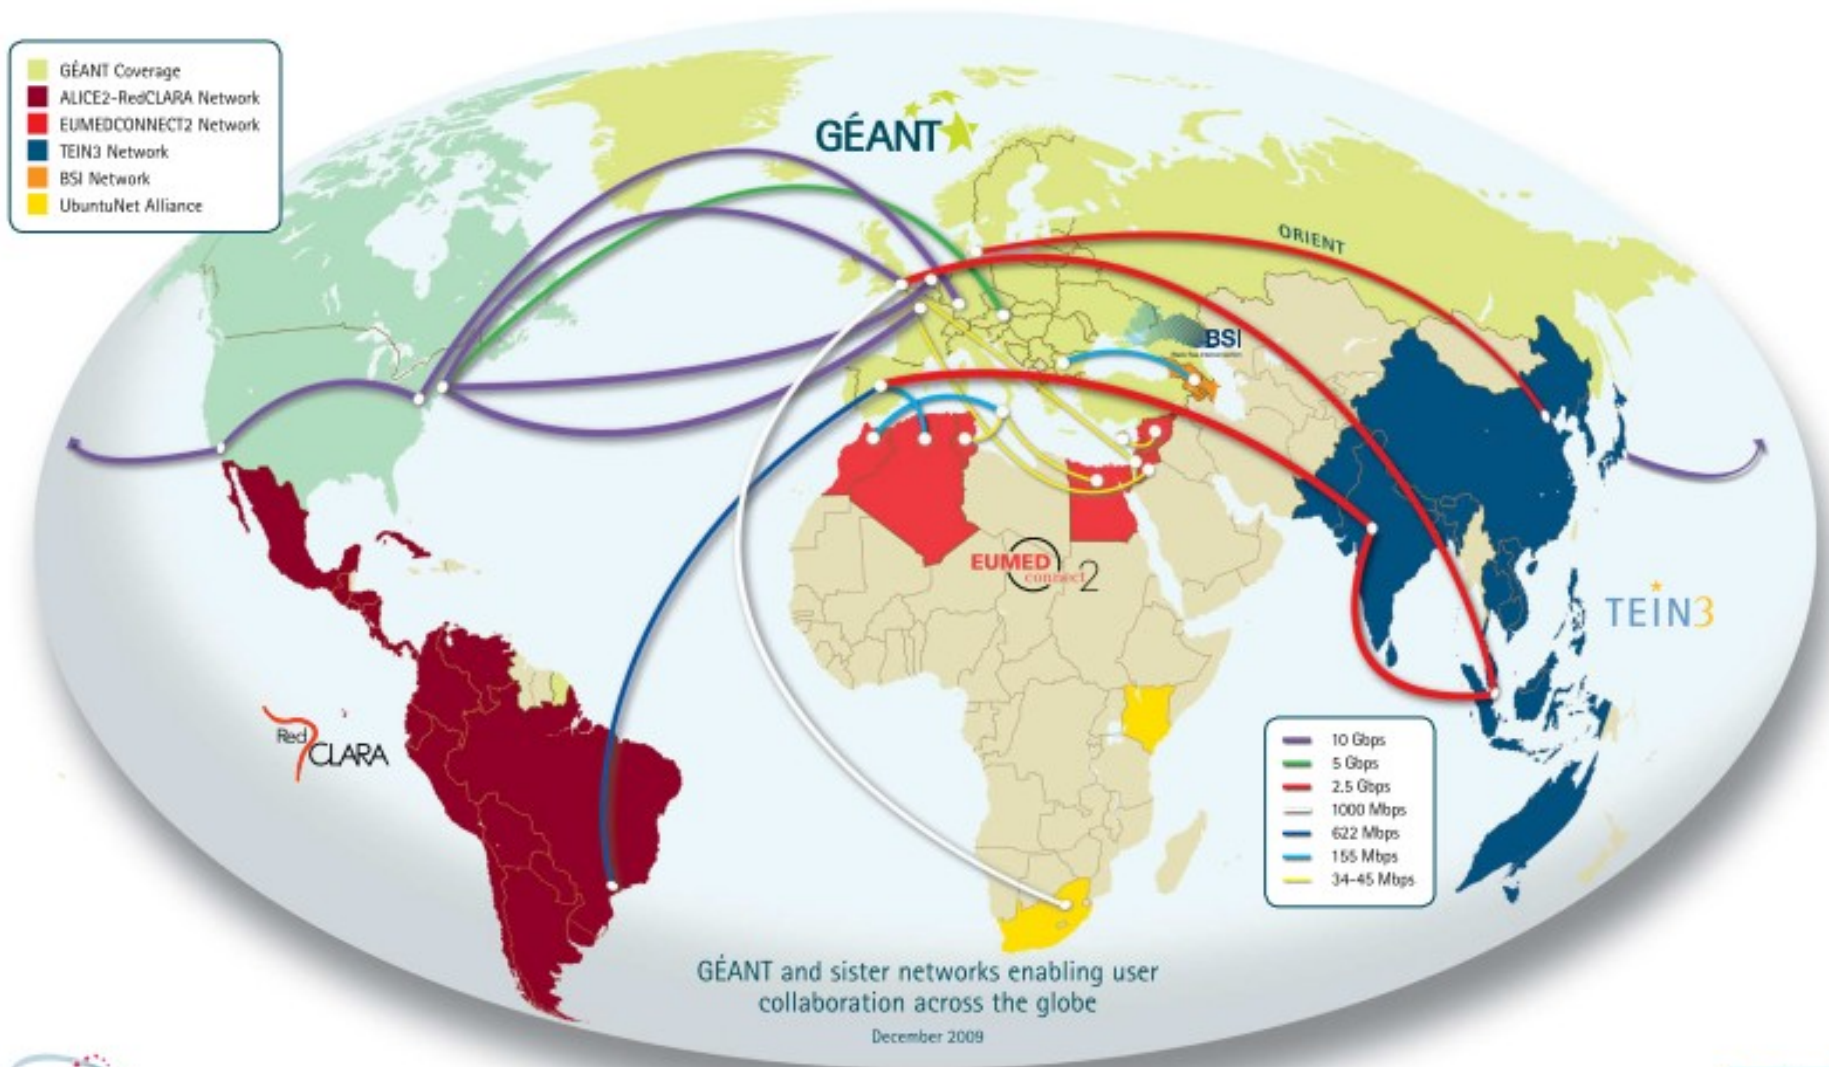 GÉANT Coverage
ALICE2-RedCLARA Network
EUMEDCONNECT2 Network
TEIN3 Network
BSI Network
UbuntuNet Alliance
GÉANT
ORIENT
BSI
EUMED
connect 2
TEIN3
Red
CLARA
10 Gbps
5 Gbps
2.5 Gbps
1000 Mbps
622 Mbps
155 Mbps
34-45 Mbps
GÉANT and sister networks enabling user
collaboration across the globe
December 2009